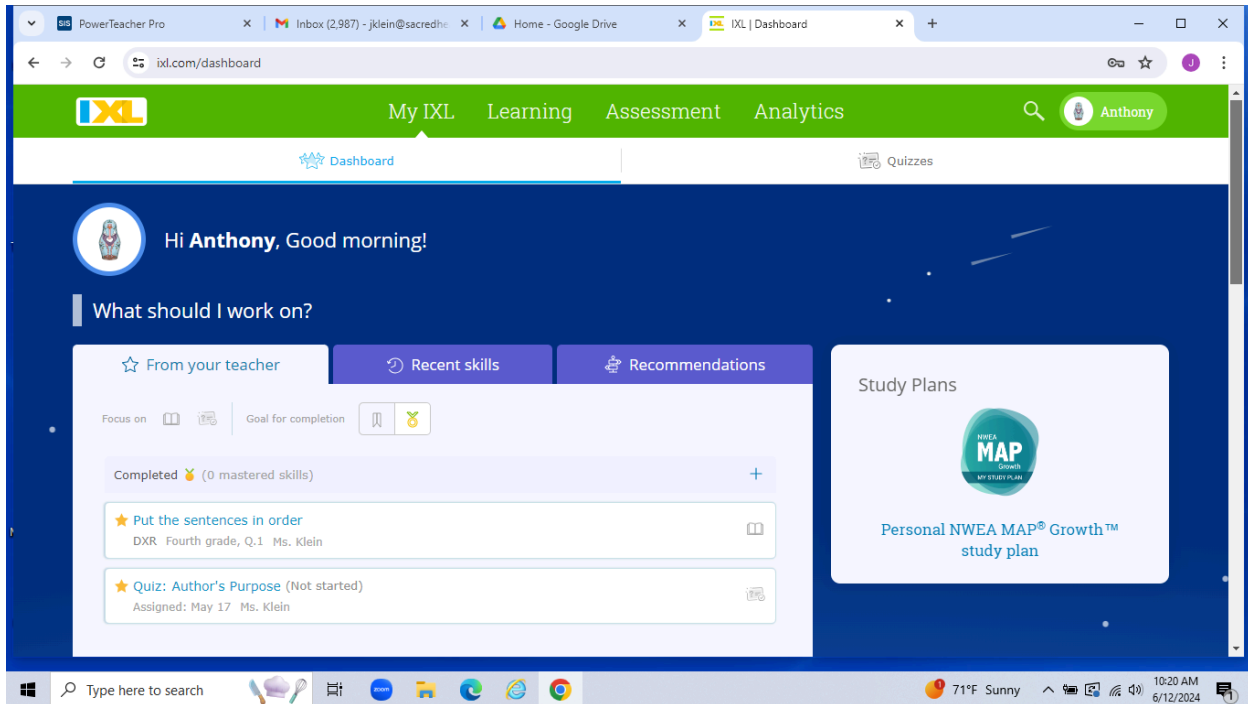 SIS PowerTeacher Pro
Inbox (2,987) - jklein@sacredhe
Home - Google Drive
IXL | Dashboard
ixl.com/dashboard
J
IXL
My IXL Learning Assessment Analytics
Anthony
Dashboard
Quizzes
Hi Anthony, Good morning!
What should I work on?
From your teacher
Recent skills
Recommendations
Focus on
Goal for completion
Completed (0 mastered skills)
Put the sentences in order
DXR Fourth grade, Q.1 Ms. Klein
Quiz: Author's Purpose (Not started)
Assigned: May 17 Ms. Klein
Study Plans
NWEA
MAP
Growth
MY STUDY PLAN
Personal NWEA MAP® Growth™
study plan
Type here to search
zoom
71°F Sunny
10:20 AM
6/12/2024
1